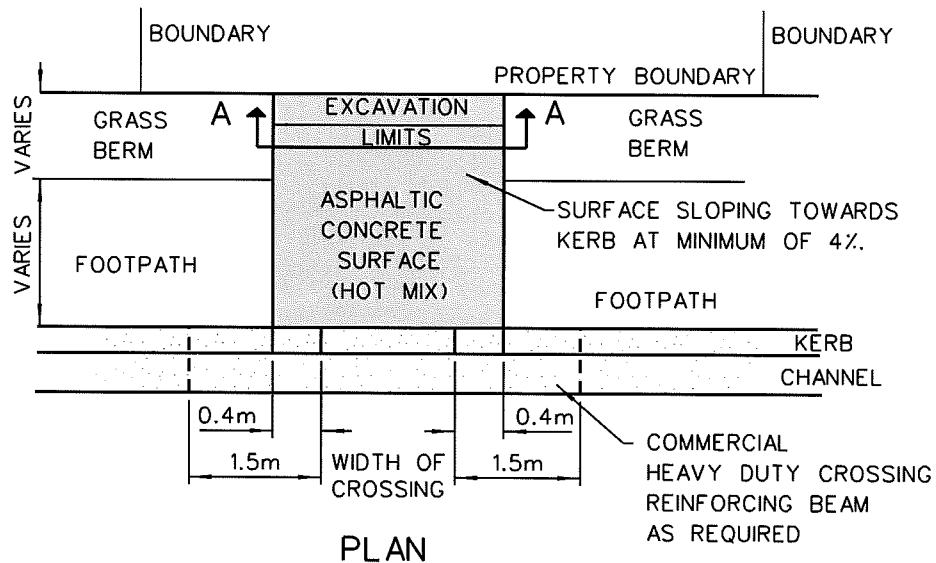 BOUNDARY
BOUNDARY
PROPERTY BOUNDARY
VARIES
GRASS
BERM
A
EXCAVATION
LIMITS
A
GRASS
BERM
VARIES
FOOTPATH
ASPHALTIC
CONCRETE
SURFACE
(HOT MIX)
SURFACE SLOPING TOWARDS
KERB AT MINIMUM OF 4%.
FOOTPATH
KERB
CHANNEL
0.4m
0.4m
1.5m
WIDTH OF
CROSSING
1.5m
COMMERCIAL
HEAVY DUTY CROSSING
REINFORCING BEAM
AS REQUIRED
PLAN